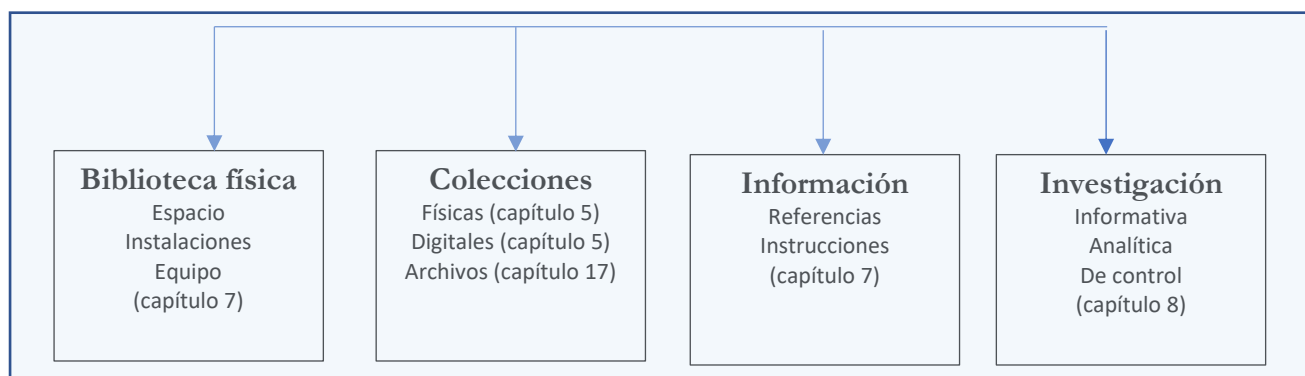 Biblioteca física
Espacio
Instalaciones
Equipo
(capítulo 7)
Colecciones
Físicas (capítulo 5)
Digitales (capítulo 5)
Archivos (capítulo 17)
Información
Referencias
Instrucciones
(capítulo 7)
Investigación
Informativa
Analítica
De control
(capítulo 8)